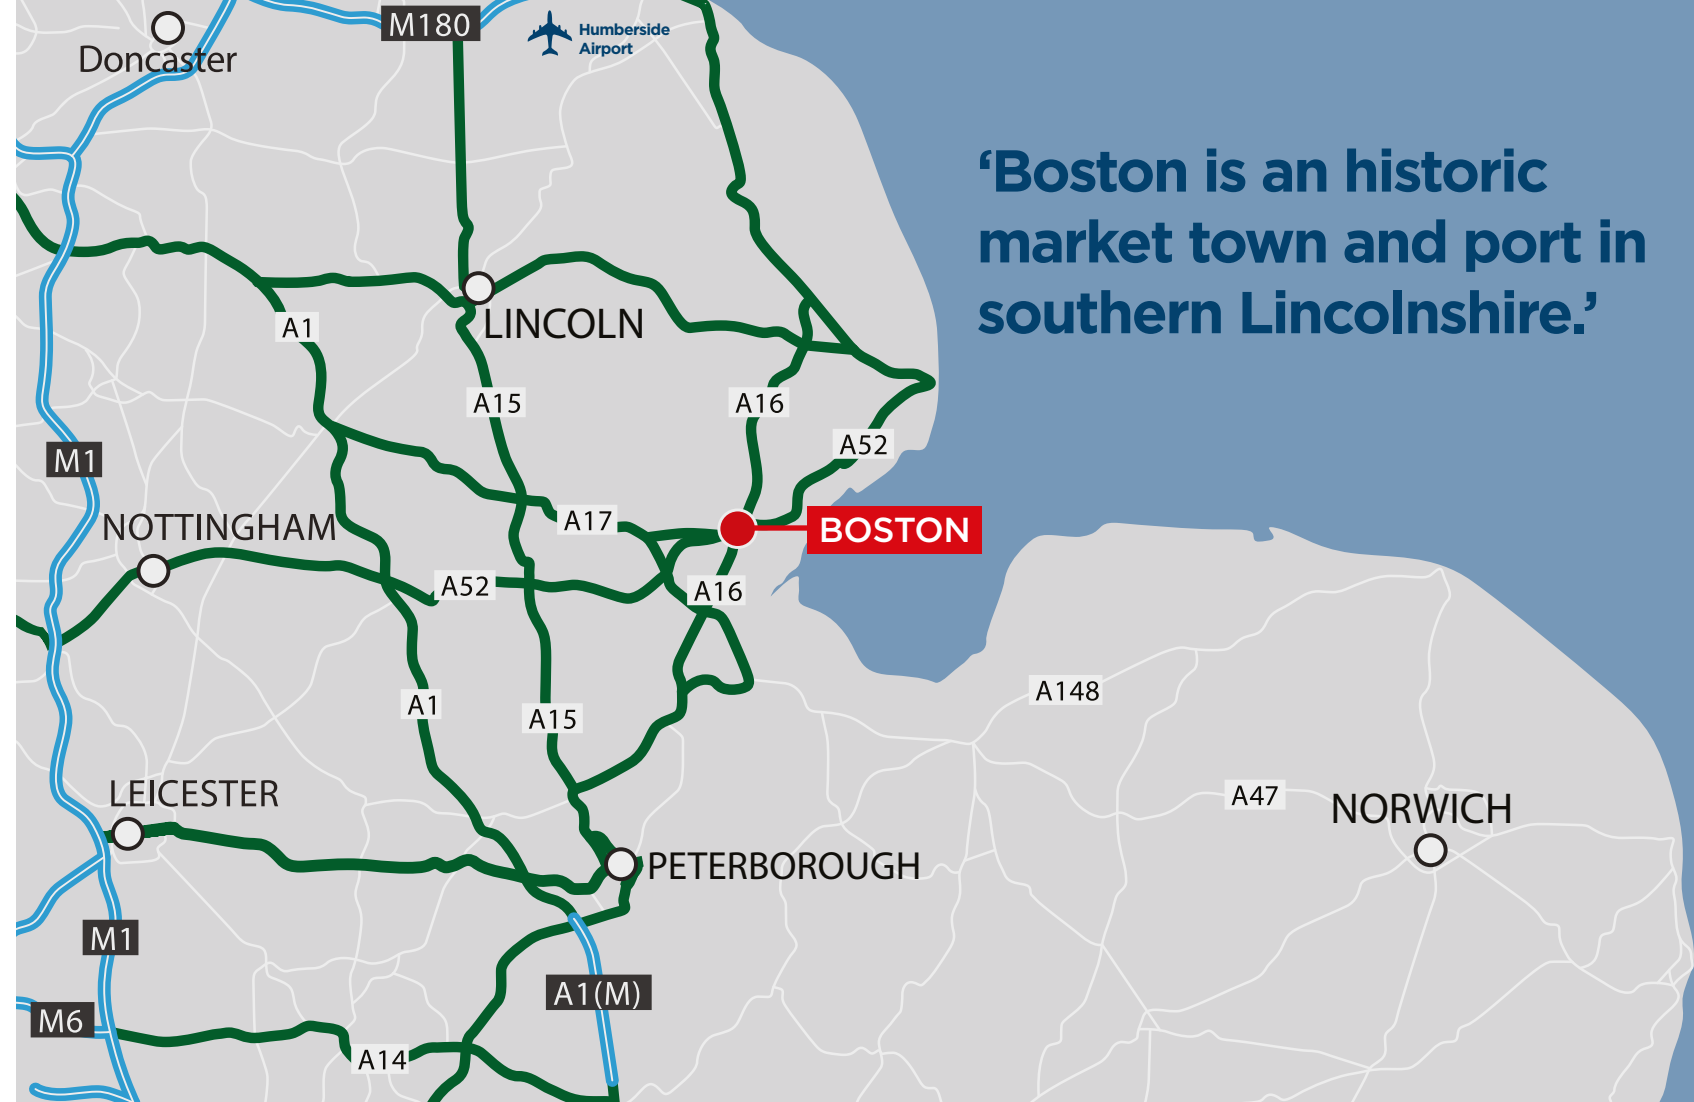 M180
Humberside
Airport
Doncaster
‘Boston is an historic
market town and port in
southern Lincolnshire.’
A1
LINCOLN
A15
A16
A52
M1
A17
NOTTINGHAM
BOSTON
A52
A16
A148
A1
A15
LEICESTER
A47
NORWICH
PETERBOROUGH
M1
A1(M)
M6
A14